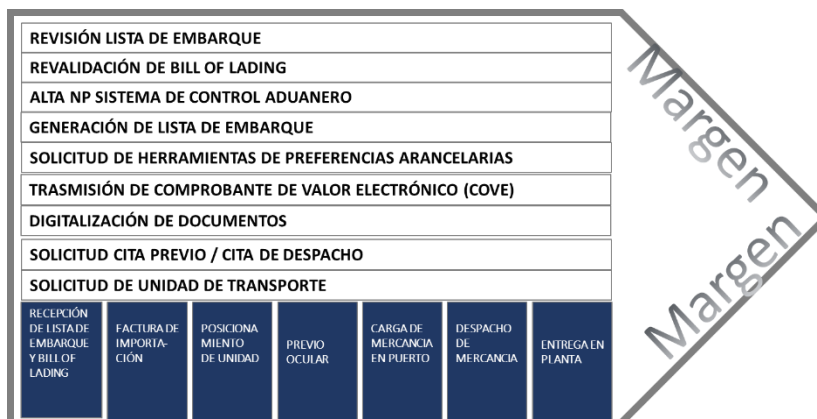 REVISIÓN LISTA DE EMBARQUE
REVALIDACIÓN DE BILL OF LADING
ALTA NP SISTEMA DE CONTROL ADUANERO
GENERACIÓN DE LISTA DE EMBARQUE
SOLICITUD DE HERRAMIENTAS DE PREFERENCIAS ARANCELARIAS
TRASMISIÓN DE COMPROBANTE DE VALOR ELECTRÓNICO (COVE)
DIGITALIZACIÓN DE DOCUMENTOS
SOLICITUD CITA PREVIO / CITA DE DESPACHO
SOLICITUD DE UNIDAD DE TRANSPORTE
RECEPCIÓN
DE LISTA DE
EMBARQUE
Y BILL OF
LADING
FACTURA DE
IMPORTA-
CIÓN
POSICIONA
MIENTO
DE UNIDAD
PREVIO
OCULAR
CARGA DE
MERCANCIA
EN PUERTO
DESPACHO
DE
MERCANCIA
ENTREGA EN
PLANTA
Margen
Margen